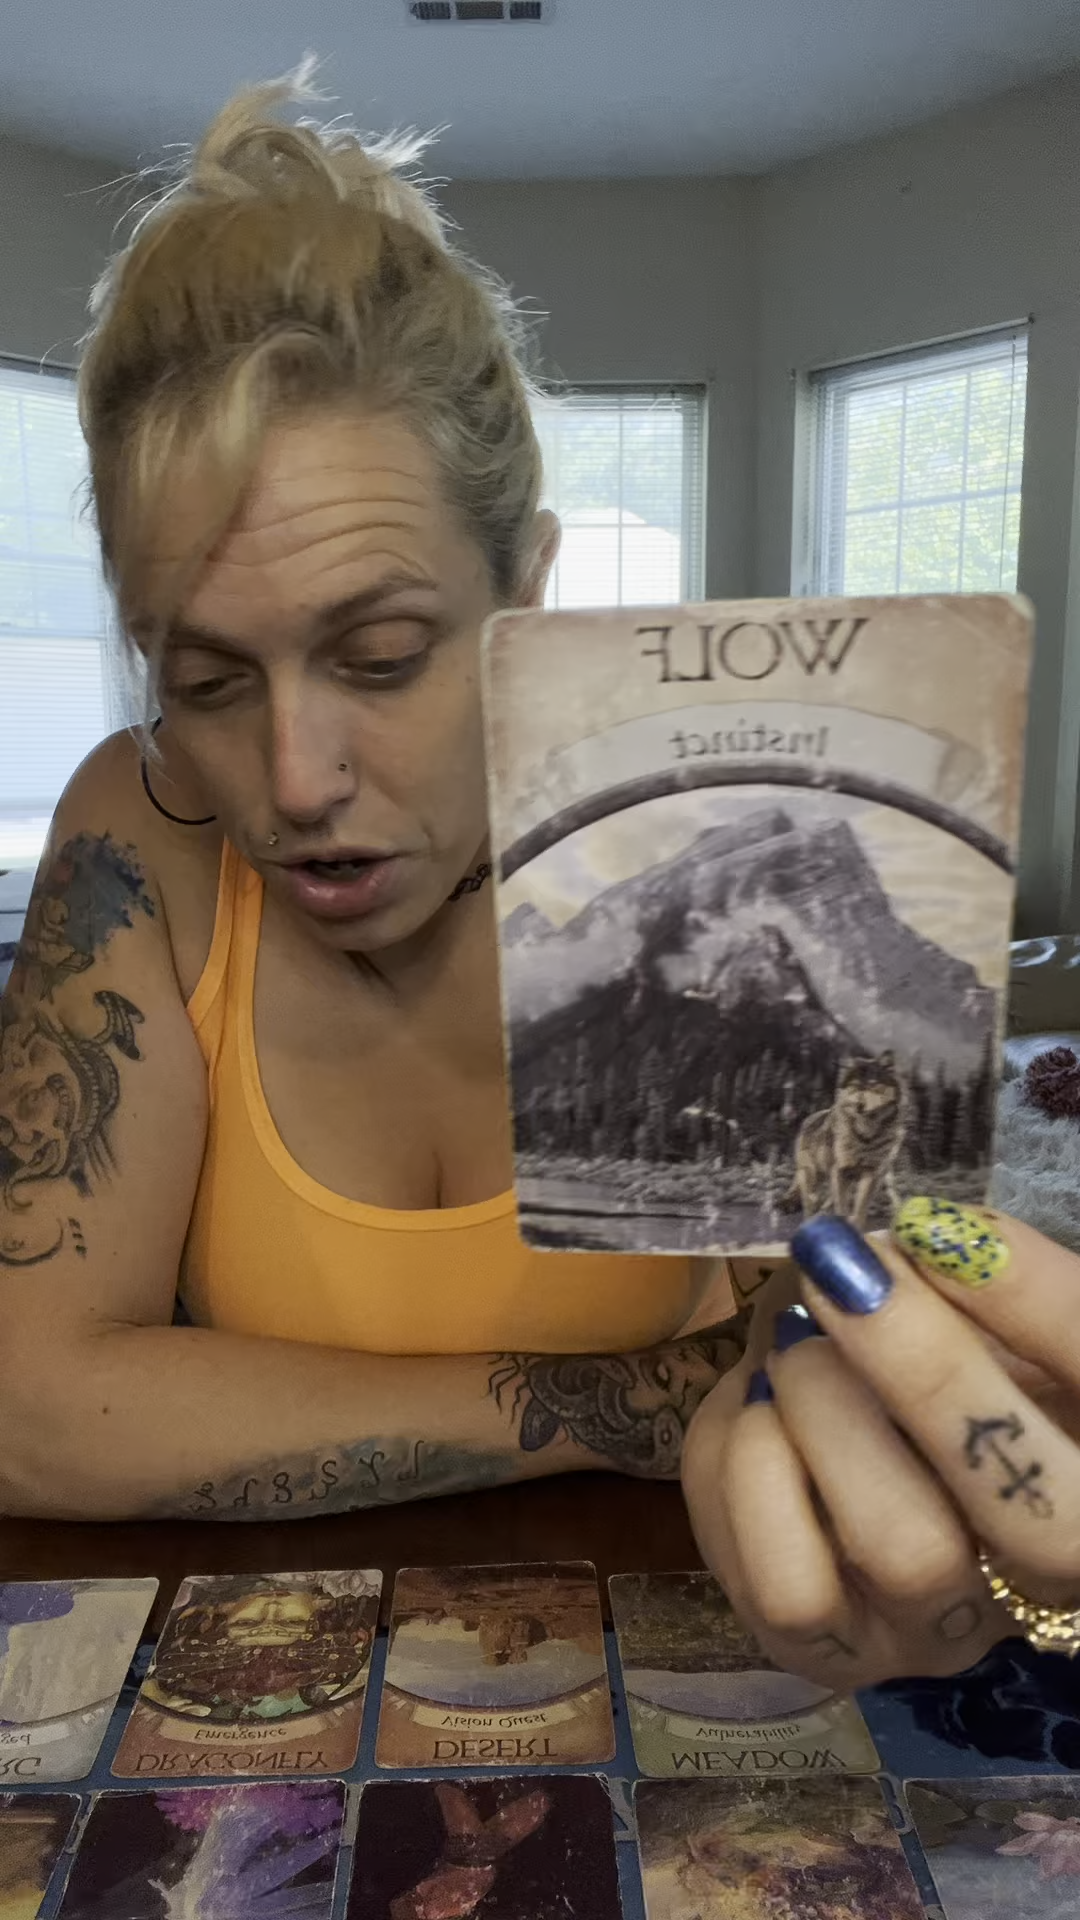 WOLF
Instinct
Emergence
Vision Quest
Vulnerability
DRAGONFLY
DESERT
MEADOW